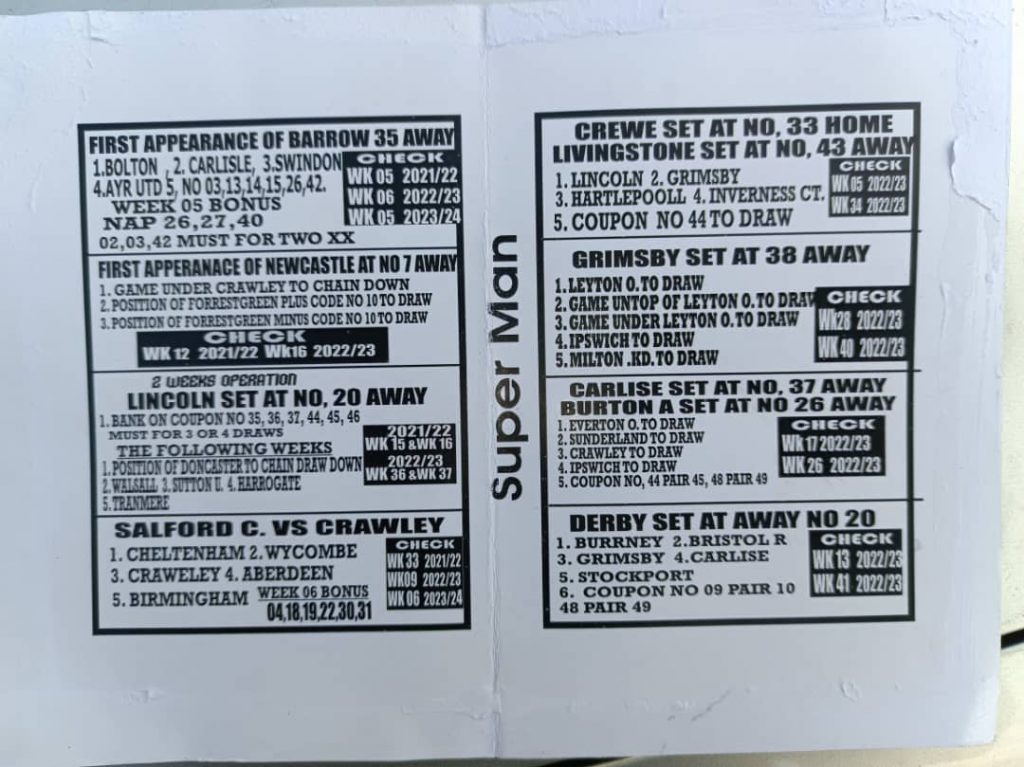 FIRST APPEARANCE OF BARROW 35 AWAY
1.BOLTON , 2. CARLISLE, 3.SWINDON
4.AYR UTD 5, NO 03,13,14,15,26,42.
WEEK 05 BONUS
NAP 26,27,40
CHECK
WK 05 2021/22
WK 06 2022/23
WK 05 2023/24
02,03,42 MUST FOR TWO XX
FIRST APPERANACE OF NEWCASTLE AT NO 7 AWAY
1. GAME UNDER CRAWLEY TO CHAIN DOWN
2. POSITION OF FORRESTGREEN PLUS CODE NO 10 TO DRAW
3. POSITION OF FORRESTGREEN MINUS CODE NO 10 TO DRAW
CHECK
WK 12 2021/22 Wk16 2022/23
2 WEEKS OPERATION
LINCOLN SET AT NO, 20 AWAY
1. BANK ON COUPON NO 35, 36, 37, 44, 45, 46
MUST FOR 3 OR 4 DRAWS
THE FOLLOWING WEEKS
1. POSITION OF DONCASTER TO CHAIN DRAW DOWN
2. WALSALL 3. SUTTON U. 4. HARROGATE
5. TRANMERE
2021/22
WK 15 &WK 16
2022/23
WK 36 &WK 37
SALFORD C. VS CRAWLEY
1. CHELTENHAM 2. WYCOMBE
3. CRAWELEY 4. ABERDEEN
5. BIRMINGHAM WEEK 06 BONUS
04,18,19,22,30,31
CHECK
WK 33 2021/22
WK09 2022/23
WK 06 2023/24
Super Man
CREWE SET AT NO, 33 HOME
LIVINGSTONE SET AT NO, 43 AWAY
1. LINCOLN 2. GRIMSBY
3. HARTLEPOOLL 4. INVERNESS CT.
5. COUPON NO 44 TO DRAW
CHECK
WK 05 2022/23
WK 34 2022/23
GRIMSBY SET AT 38 AWAY
1. LEYTON O. TO DRAW
2. GAME UNTOP OF LEYTON O. TO DRAW
3. GAME UNDER LEYTON O. TO DRAW
4. IPSWICH TO DRAW
5. MILTON .KD. TO DRAW
CHECK
Wk28 2022/23
WK 40 2022/23
CARLISE SET AT NO, 37 AWAY
BURTON A SET AT NO 26 AWAY
1. EVERTON O. TO DRAW
2. SUNDERLAND TO DRAW
3. CRAWLEY TO DRAW
4. IPSWICH TO DRAW
5. COUPON NO, 44 PAIR 45, 48 PAIR 49
CHECK
Wk 17 2022/23
WK 26 2022/23
DERBY SET AT AWAY NO 20
1. BURRNEY 2. BRISTOL R
3. GRIMSBY 4. CARLISE
5. STOCKPORT
6. COUPON NO 09 PAIR 10
48 PAIR 49
CHECK
WK 13 2022/23
WK 41 2022/23